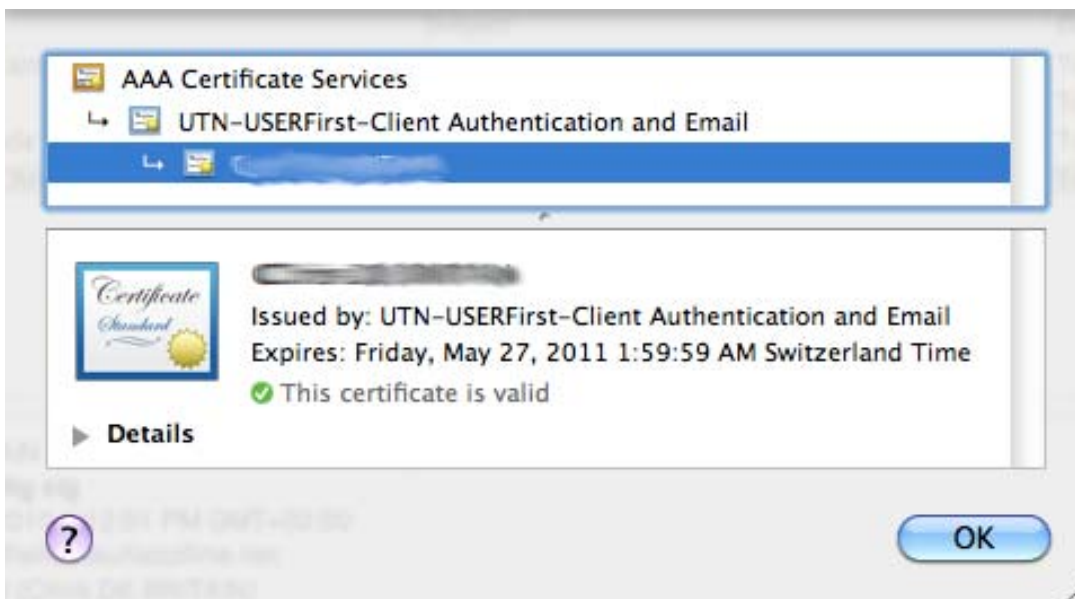 AAA Certificate Services
UTN-USERFirst-Client Authentication and Email
Certificate
Standard
Issued by: UTN-USERFirst-Client Authentication and Email
Expires: Friday, May 27, 2011 1:59:59 AM Switzerland Time
This certificate is valid
Details
?
OK